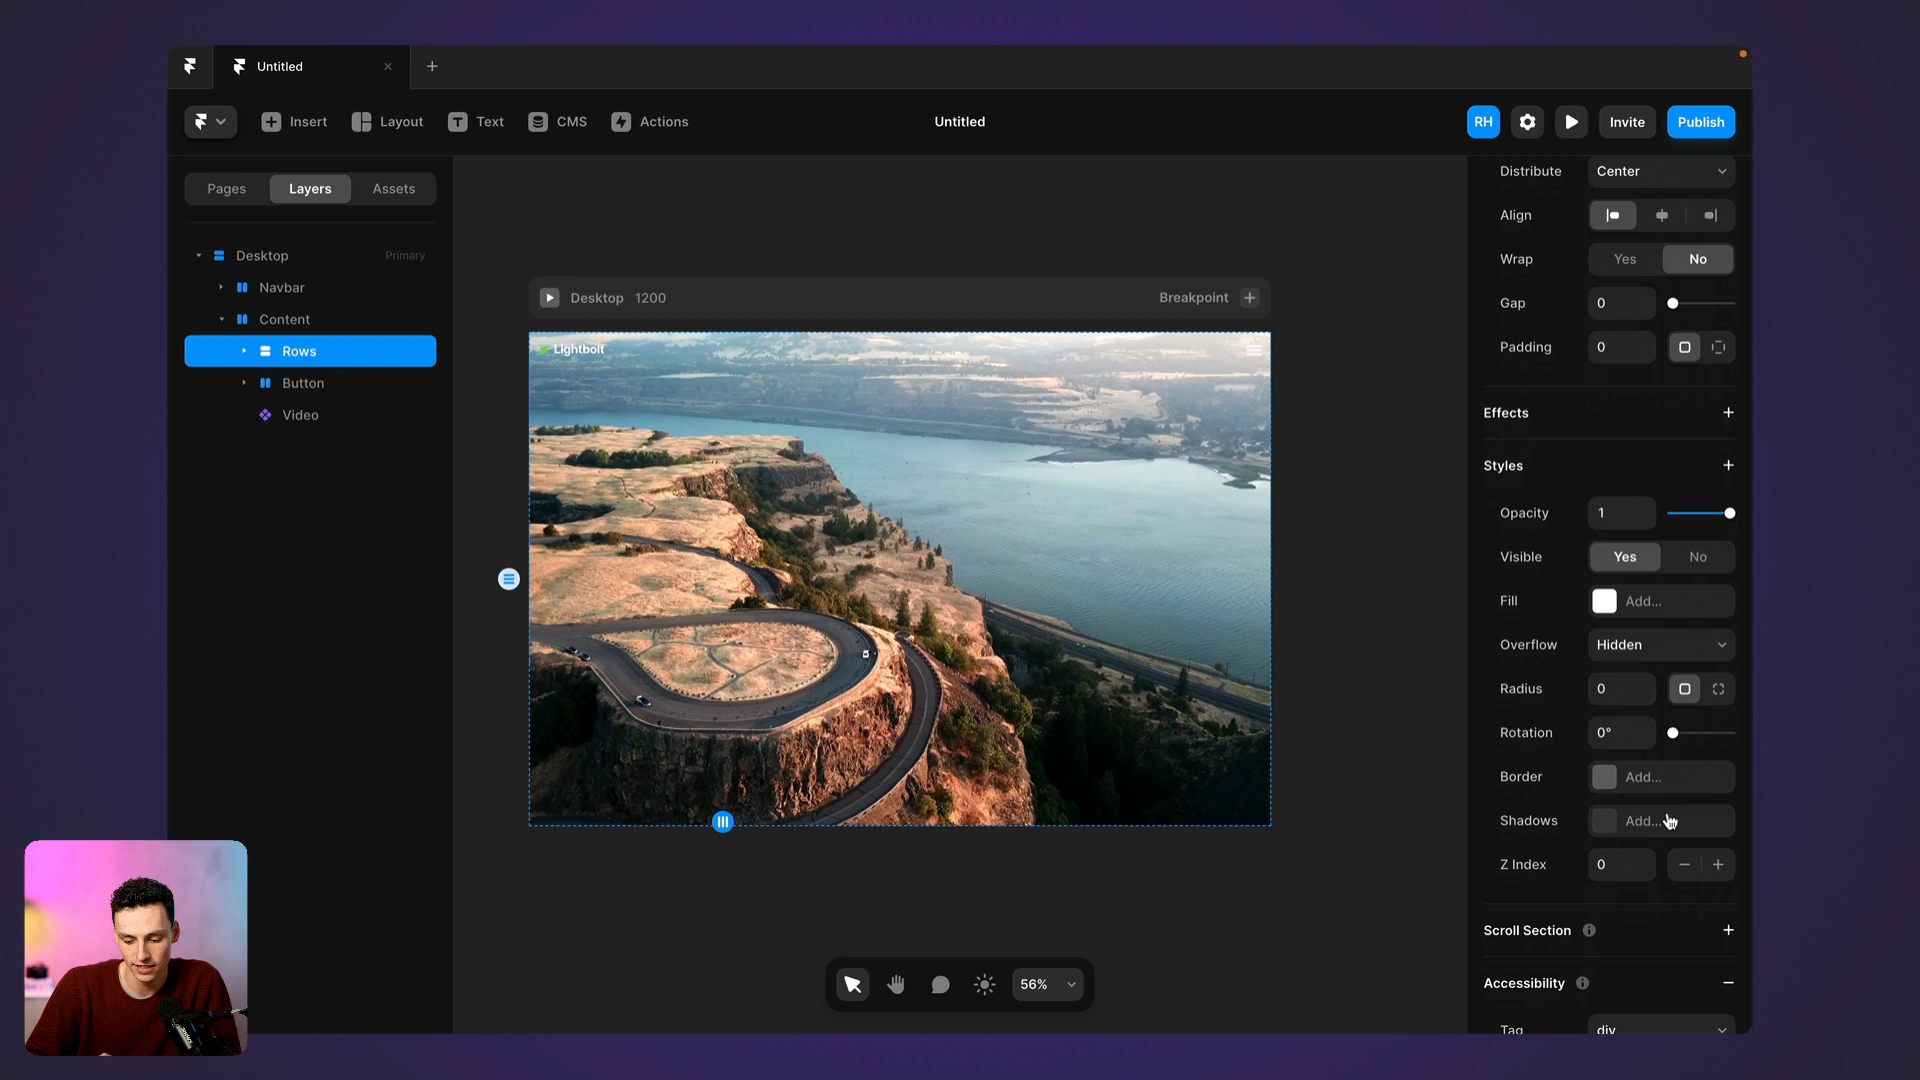 Untitled
Insert
Layout
Text
CMS
Actions
Untitled
RH
Invite
Publish
Pages
Layers
Assets
Desktop
Primary
Navbar
Content
Rows
Button
Video
Desktop 1200
Breakpoint
Lightbolt
56%
Distribute
Center
Align
Wrap
Yes
No
Gap
0
Padding
0
Effects
Styles
Opacity
1
Visible
Yes
No
Fill
Add...
Overflow
Hidden
Radius
0
Rotation
0°
Border
Add...
Shadows
Add...
Z Index
0
Scroll Section
Accessibility
Tag
div